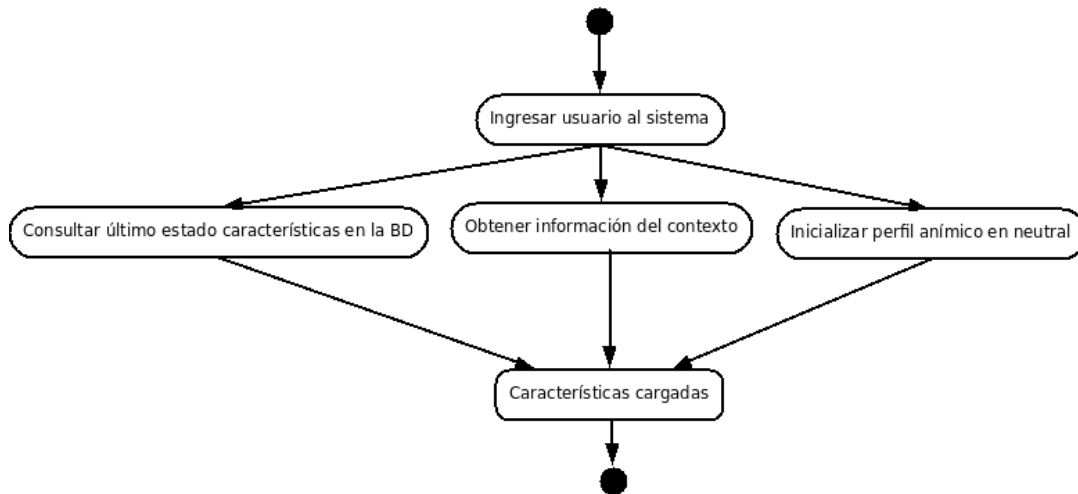 Ingresar usuario al sistema
Consultar último estado características en la BD
Obtener información del contexto
Inicializar perfil anímico en neutral
Características cargadas